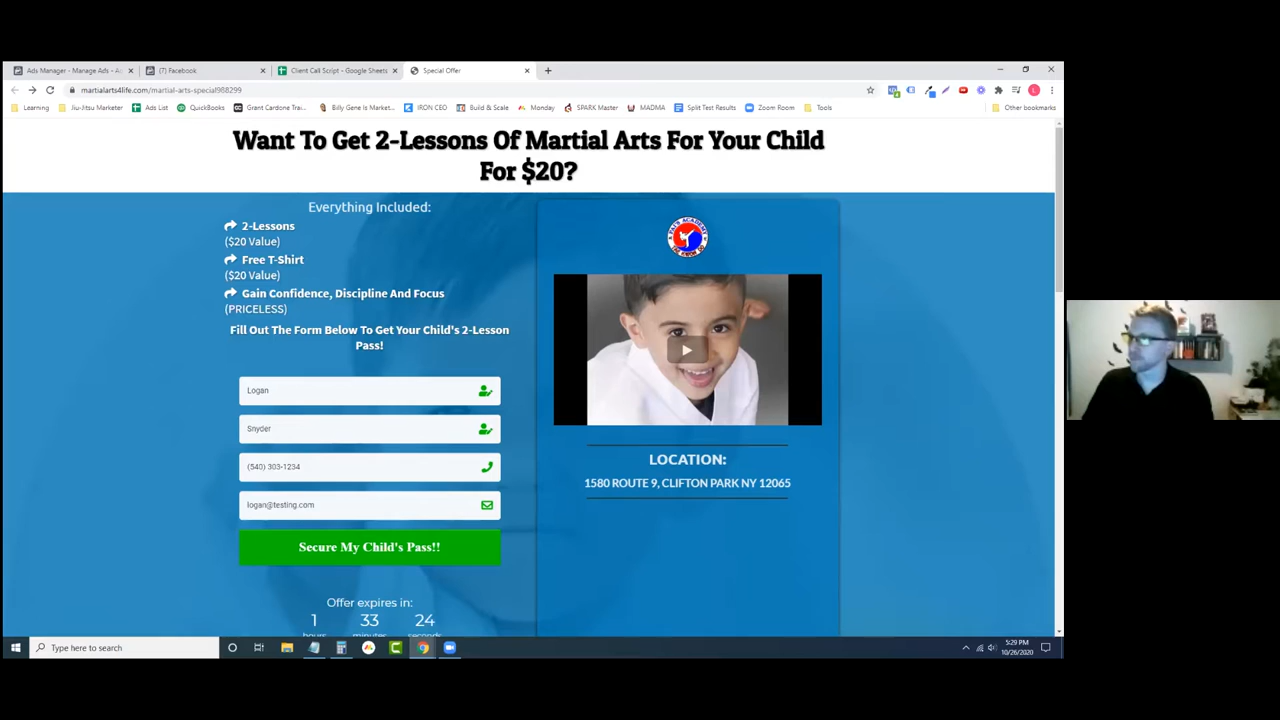 Ads Manager - Manage Ads - A
(7) Facebook
Client Call Script - Google Sheets
Special Offer
martialarts4life.com/martial-arts-special988299
Learning
Jiu-Jitsu Marketer
Ads List
QuickBooks
Grant Cardone Trai...
Billy Gene Is Market...
IRON CEO
Build & Scale
Monday
SPARK Master
MADMA
Split Test Results
Zoom Room
Tools
Other bookmarks
Want To Get 2-Lessons Of Martial Arts For Your Child
For $20?
Everything Included:
2-Lessons
($20 Value)
Free T-Shirt
($20 Value)
Gain Confidence, Discipline And Focus
(PRICELESS)
Fill Out The Form Below To Get Your Child's 2-Lesson
Pass!
Logan
Snyder
(540) 303-1234
logan@testing.com
Secure My Child's Pass!!
Offer expires in:
1 33 24
hours minutes seconds
LOCATION:
1580 ROUTE 9, CLIFTON PARK NY 12065
Type here to search
5:29 PM
10/26/2020